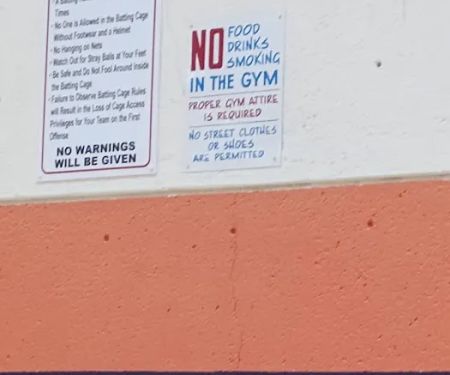 A Batting
Times
· No One is Allowed in the Batting Cage
Without Footwear and a Helmet
· No Hanging on Nets
· Watch Out for Stray Balls at Your Feet
· Be Safe and Do Not Fool Around Inside
the Batting Cage
· Failure to Observe Batting Cage Rules
will Result in the Loss of Cage Access
Privileges for Your Team on the First
Offense
NO WARNINGS
WILL BE GIVEN
NO FOOD
DRINKS
SMOKING
IN THE GYM
PROPER GYM ATTIRE
IS REQUIRED
NO STREET CLOTHES
OR SHOES
ARE PERMITTED